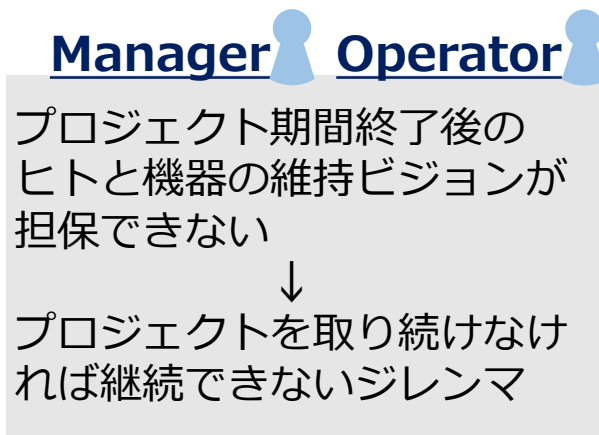 Manager Operator
プロジェクト期間終了後の
ヒトと機器の維持ビジョンが
担保できない
↓
プロジェクトを取り続けなけ
れば継続できないジレンマ